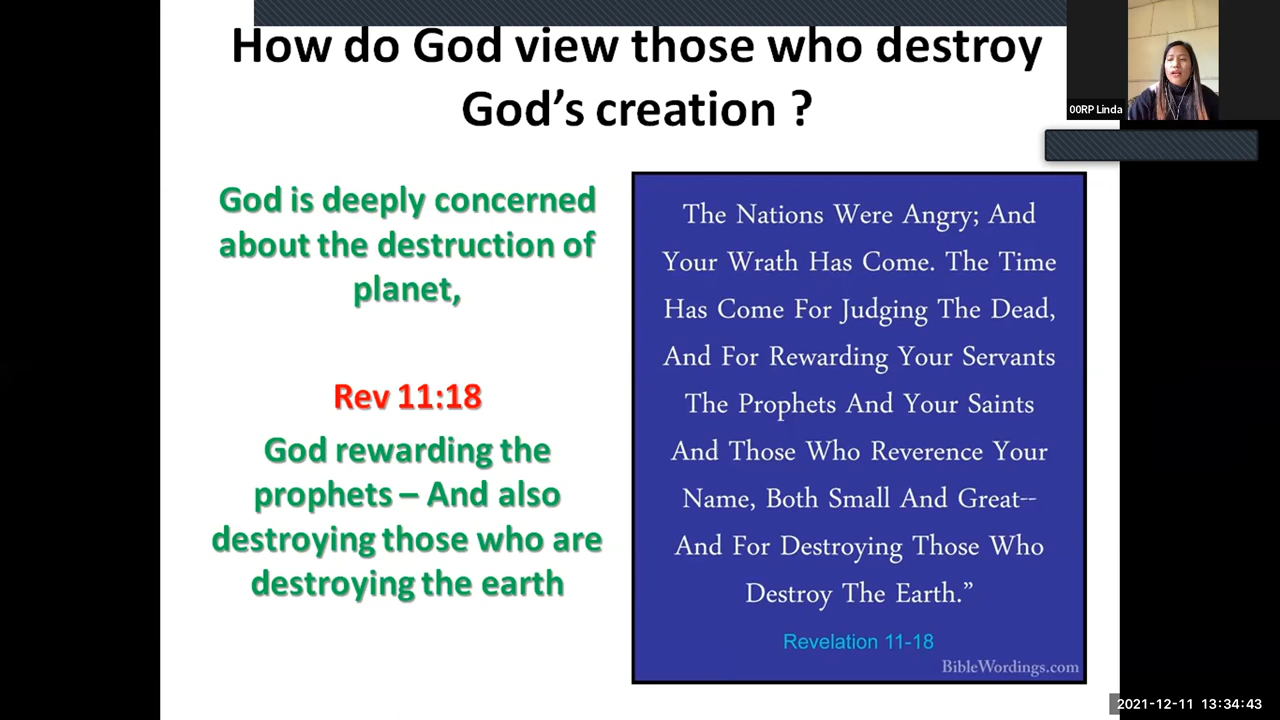 How do God view those who destroy
God's creation ?
00RP Linda
God is deeply concerned
about the destruction of
planet,
Rev 11:18
God rewarding the
prophets – And also
destroying those who are
destroying the earth
The Nations Were Angry; And
Your Wrath Has Come. The Time
Has Come For Judging The Dead,
And For Rewarding Your Servants
The Prophets And Your Saints
And Those Who Reverence Your
Name, Both Small And Great--
And For Destroying Those Who
Destroy The Earth.”
Revelation 11-18
BibleWordings.com
2021-12-11 13:34:43